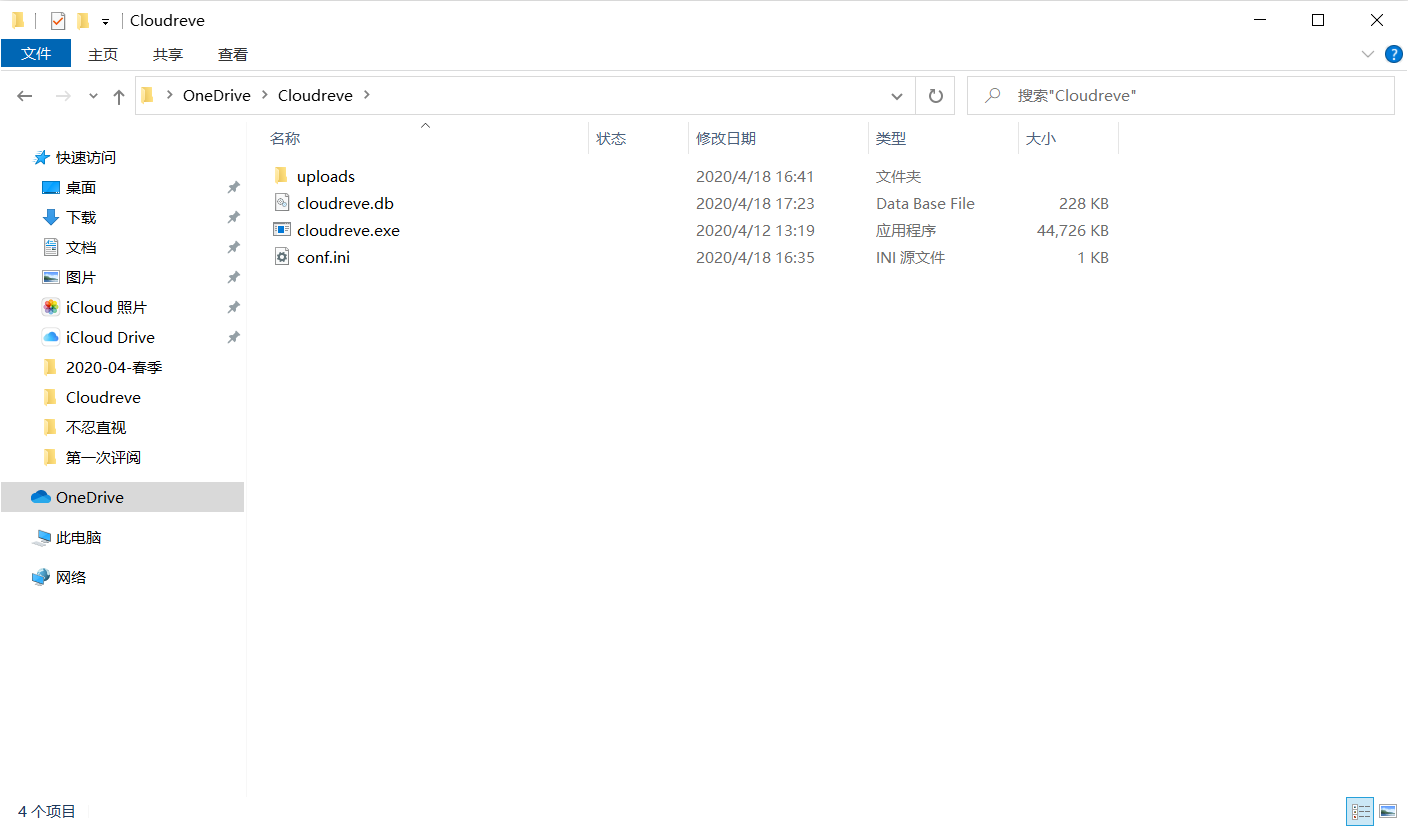 Cloudreve
文件 主页 共享 查看 ?
OneDrive Cloudreve 搜索"Cloudreve"
名称 状态 修改日期 类型 大小
快速访问
桌面
下载
文档
图片
iCloud 照片
iCloud Drive
2020-04-春季
Cloudreve
不忍直视
第一次评阅
OneDrive
此电脑
网络
uploads 2020/4/18 16:41 文件夹
cloudreve.db 2020/4/18 17:23 Data Base File 228 KB
cloudreve.exe 2020/4/12 13:19 应用程序 44,726 KB
conf.ini 2020/4/18 16:35 INI 源文件 1 KB
4 个项目